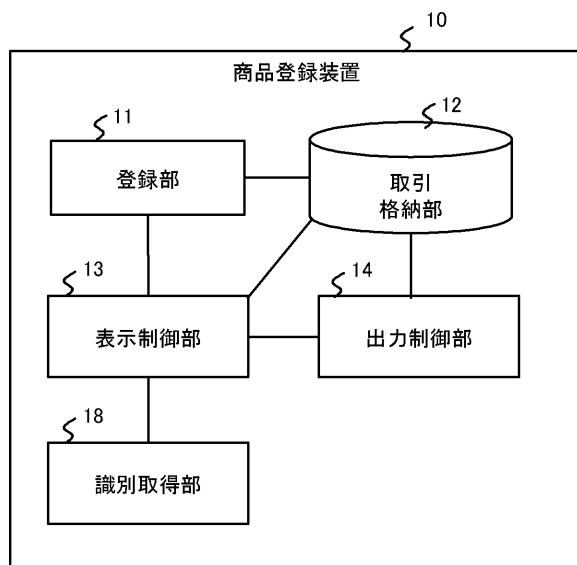 10
商品登録装置
11
登録部
12
取引
格納部
13
表示制御部
14
出力制御部
18
識別取得部